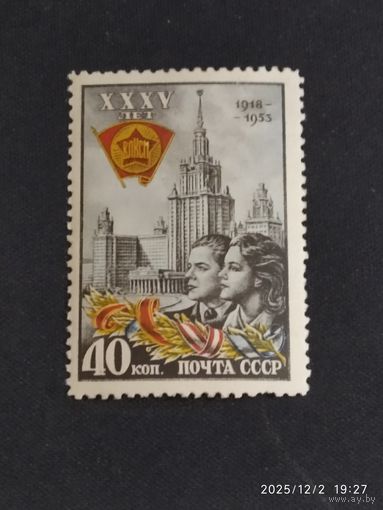 XXXV
ЛЕТ
ВЛКСМ
1918 -
- 1953
40 коп. ПОЧТА СССР
2025/12/2 19:27
www.ay.by